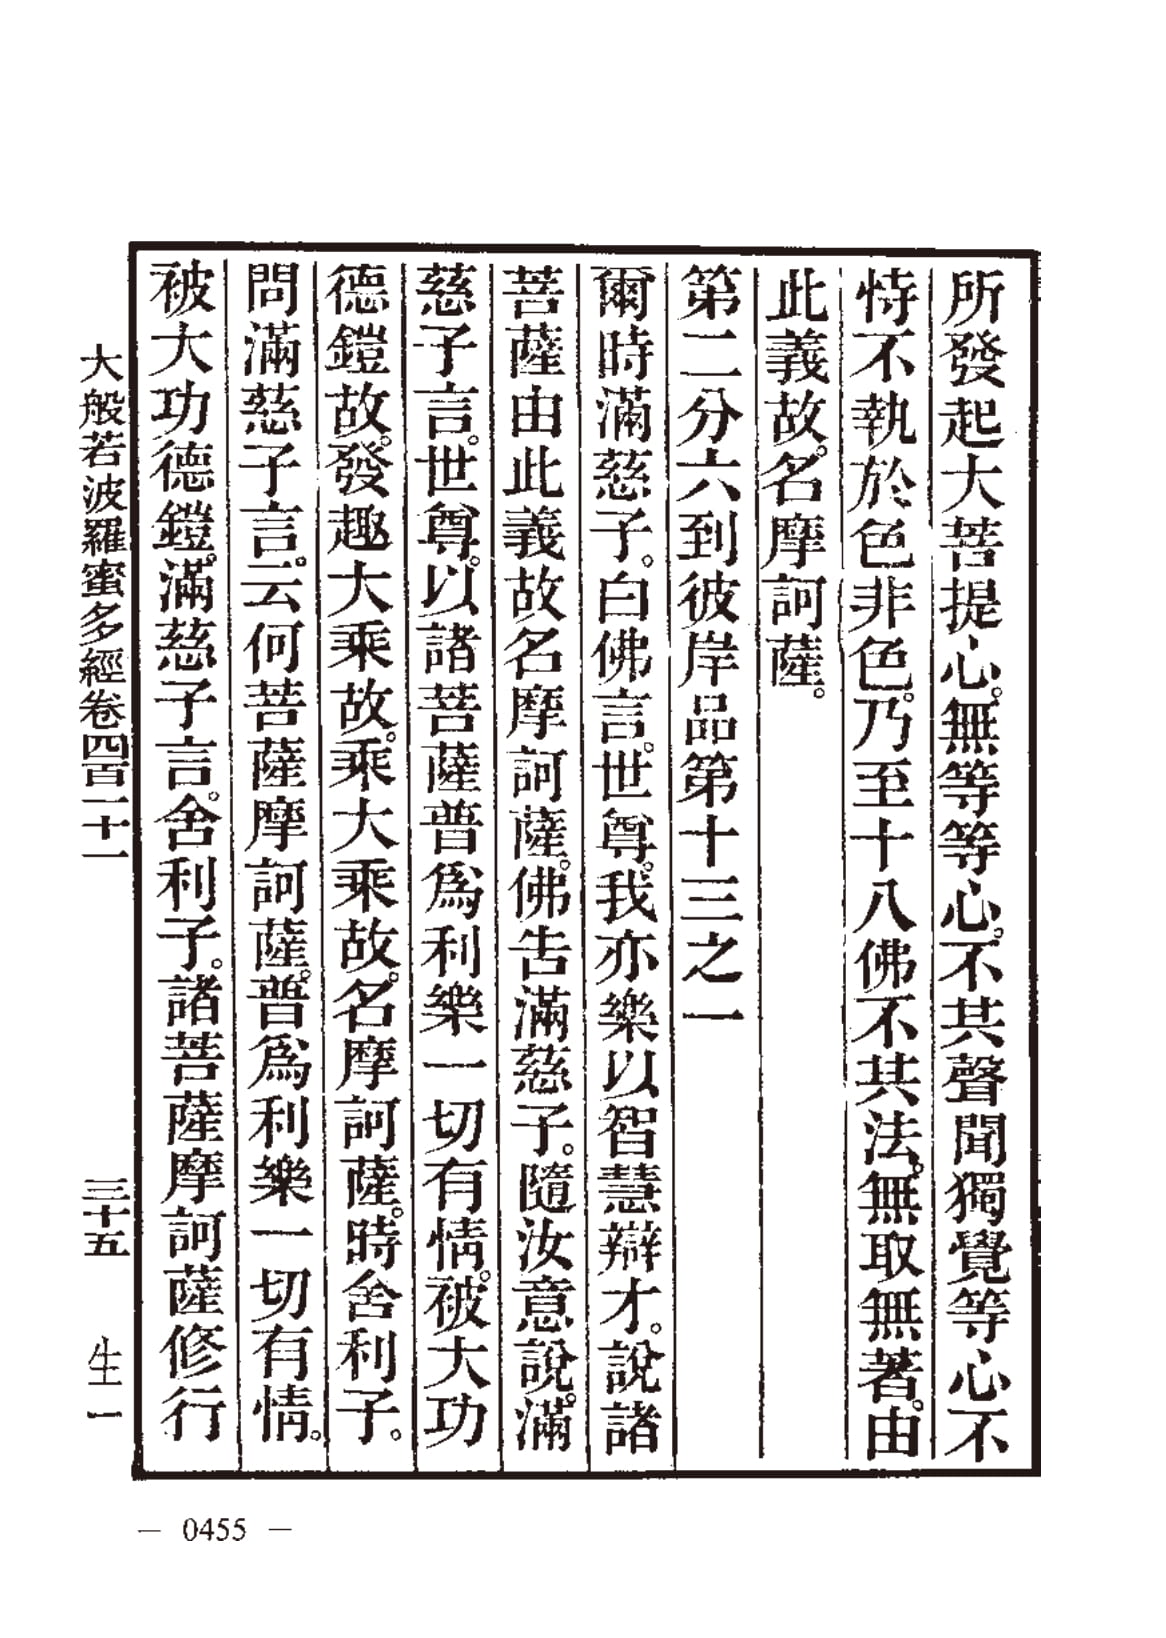 所發起大菩提心。無等等心。不共聲聞獨覺等心不
恃不執於色非色。乃至十八佛不共法。無取無著。由
此義故。名摩訶薩。
第二分六到彼岸品第十三之一
爾時滿慈子。白佛言。世尊。我亦樂以智慧辯才。說諸
菩薩由此義故名摩訶薩。佛告滿慈子。隨汝意說。滿
慈子言。世尊。以諸菩薩普爲利樂一切有情。被大功
德鎧故。發趣大乘故。乘大乘故。名摩訶薩。時舍利子。
問滿慈子言。云何菩薩摩訶薩。普爲利樂一切有情。
被大功德鎧。滿慈子言。舍利子。諸菩薩摩訶薩修行
大般若波羅蜜多經卷四百二十一 三十五 生一
— 0455 —